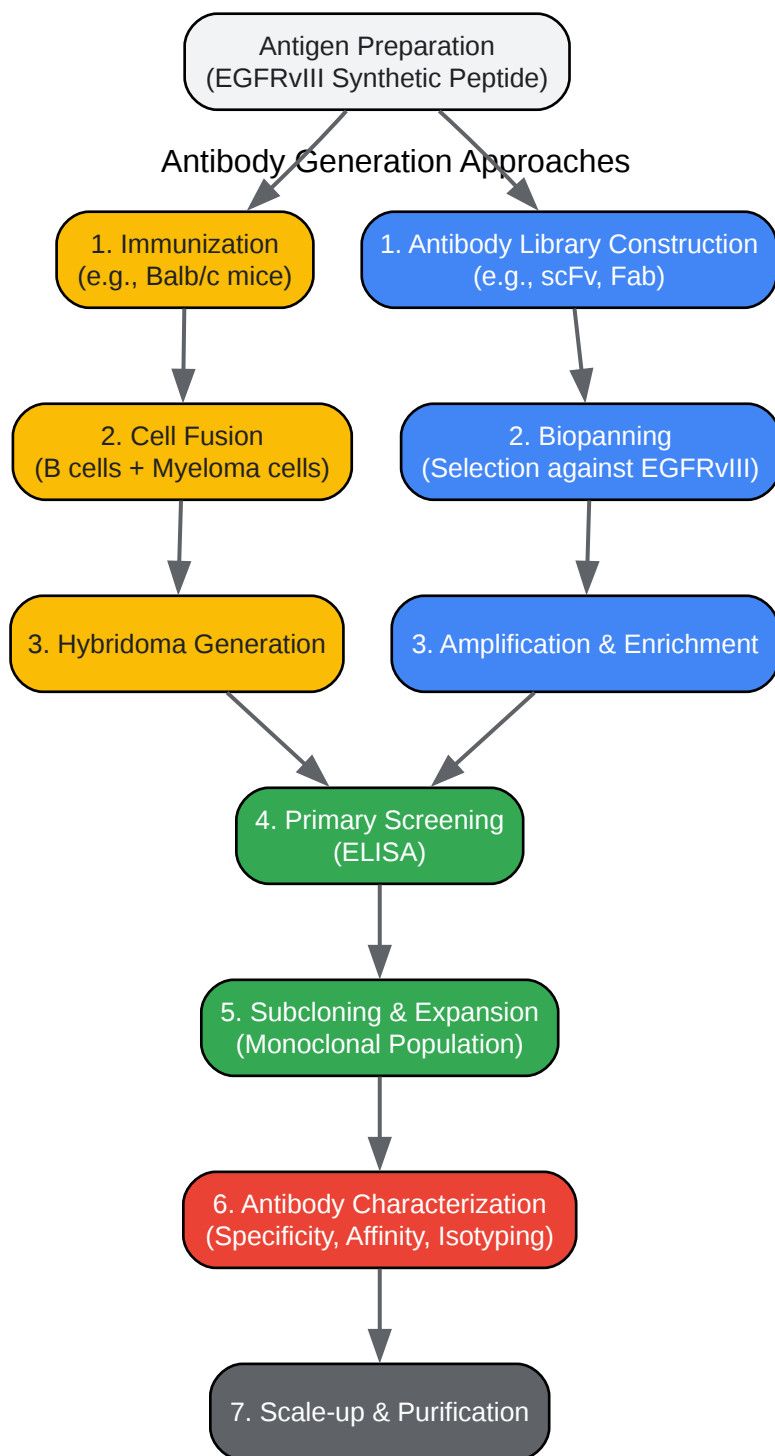 Antigen Preparation
(EGFRvIII Synthetic Peptide)
Antibody Generation Approaches
1. Immunization
(e.g., Balb/c mice)
1. Antibody Library Construction
(e.g., scFv, Fab)
2. Cell Fusion
(B cells + Myeloma cells)
2. Biopanning
(Selection against EGFRvIII)
3. Hybridoma Generation
3. Amplification & Enrichment
4. Primary Screening
(ELISA)
5. Subcloning & Expansion
(Monoclonal Population)
6. Antibody Characterization
(Specificity, Affinity, Isotyping)
7. Scale-up & Purification